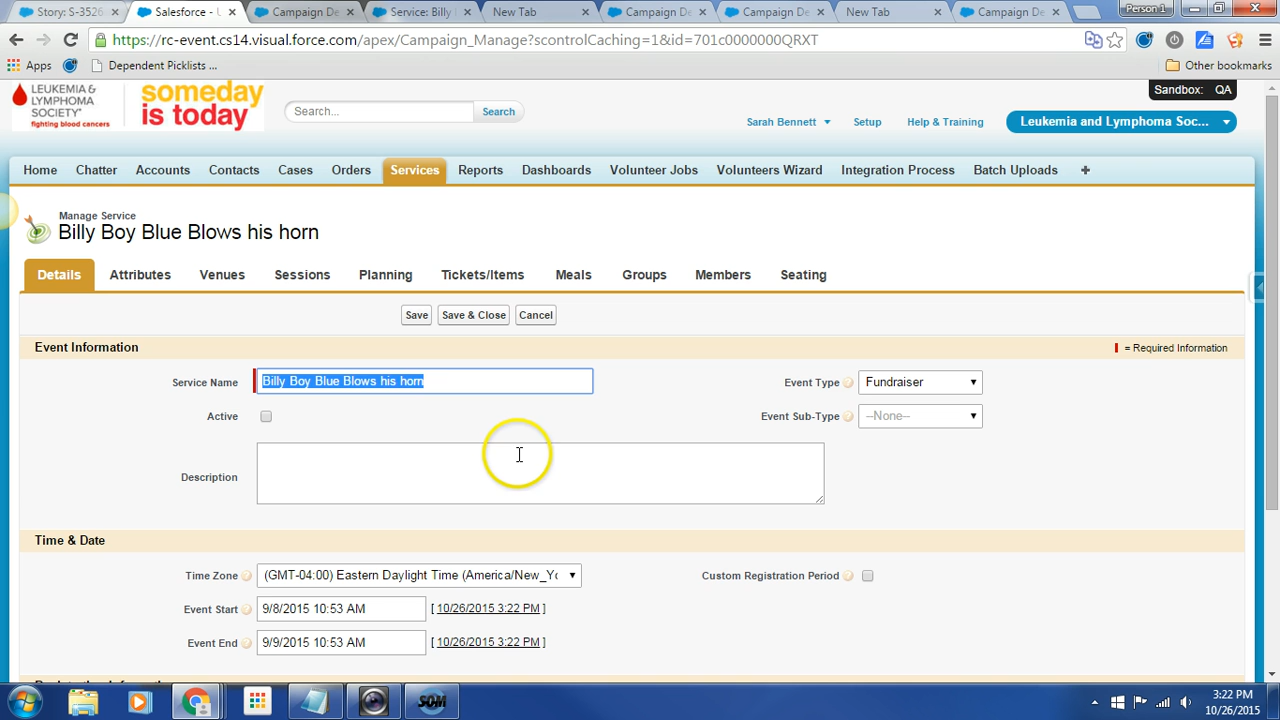 Story: S-3526
Salesforce - U
Campaign De
Service: Billy
New Tab
Campaign De
Campaign De
New Tab
Campaign De
Person 1
https://rc-event.cs14.visual.force.com/apex/Campaign_Manage?scontrolCaching=1&id=701c0000000QRXT
Apps
Dependent Picklists ...
Other bookmarks
LEUKEMIA &
LYMPHOMA
SOCIETY
fighting blood cancers
someday
is today
Search...
Search
Sandbox: QA
Sarah Bennett
Setup
Help & Training
Leukemia and Lymphoma Soc...
Home
Chatter
Accounts
Contacts
Cases
Orders
Services
Reports
Dashboards
Volunteer Jobs
Volunteers Wizard
Integration Process
Batch Uploads
+
Manage Service
Billy Boy Blue Blows his horn
Details
Attributes
Venues
Sessions
Planning
Tickets/Items
Meals
Groups
Members
Seating
Save
Save & Close
Cancel
Event Information
= Required Information
Service Name
Billy Boy Blue Blows his horn
Event Type
Fundraiser
Active
Event Sub-Type
--None--
Description
Time & Date
Time Zone
(GMT-04:00) Eastern Daylight Time (America/New_Yo
Custom Registration Period
Event Start
9/8/2015 10:53 AM
[ 10/26/2015 3:22 PM ]
Event End
9/9/2015 10:53 AM
[ 10/26/2015 3:22 PM ]
SOM
3:22 PM
10/26/2015